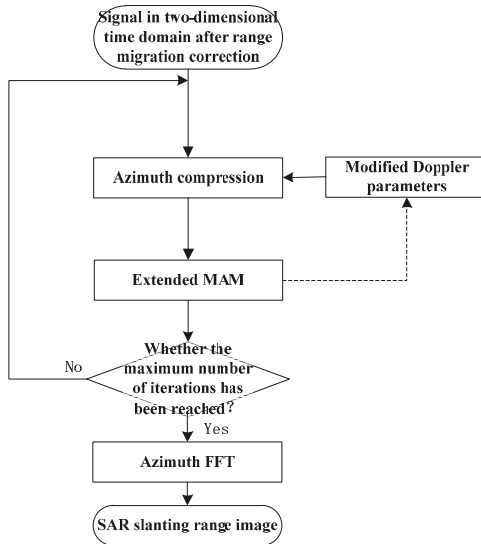 Signal in two-dimensional
time domain after range
migration correction
Azimuth compression
Modified Doppler
parameters
Extended MAM
Whether the
maximum number
of iterations has
been reached?
No
Yes
Azimuth FFT
SAR slanting range image